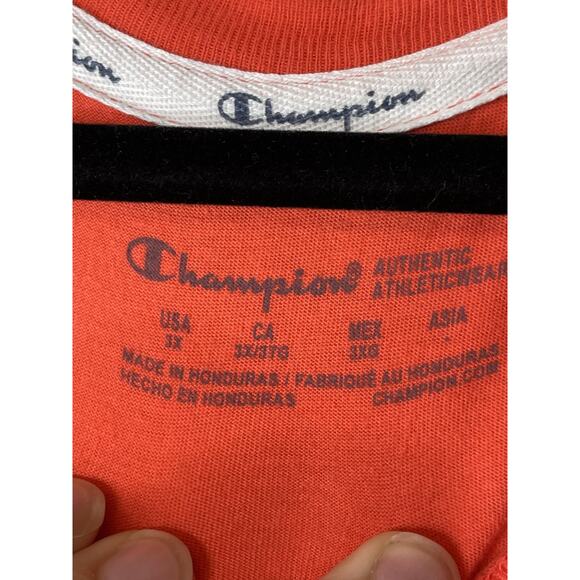 pion
Champion
Champion® AUTHENTIC
ATHLETICWEAR
USA CA MEX ASIA
3X 3X/3TG 3XG -
MADE IN HONDURAS / FABRIQUÉ AU HONDURAS
HECHO EN HONDURAS CHAMPION.COM